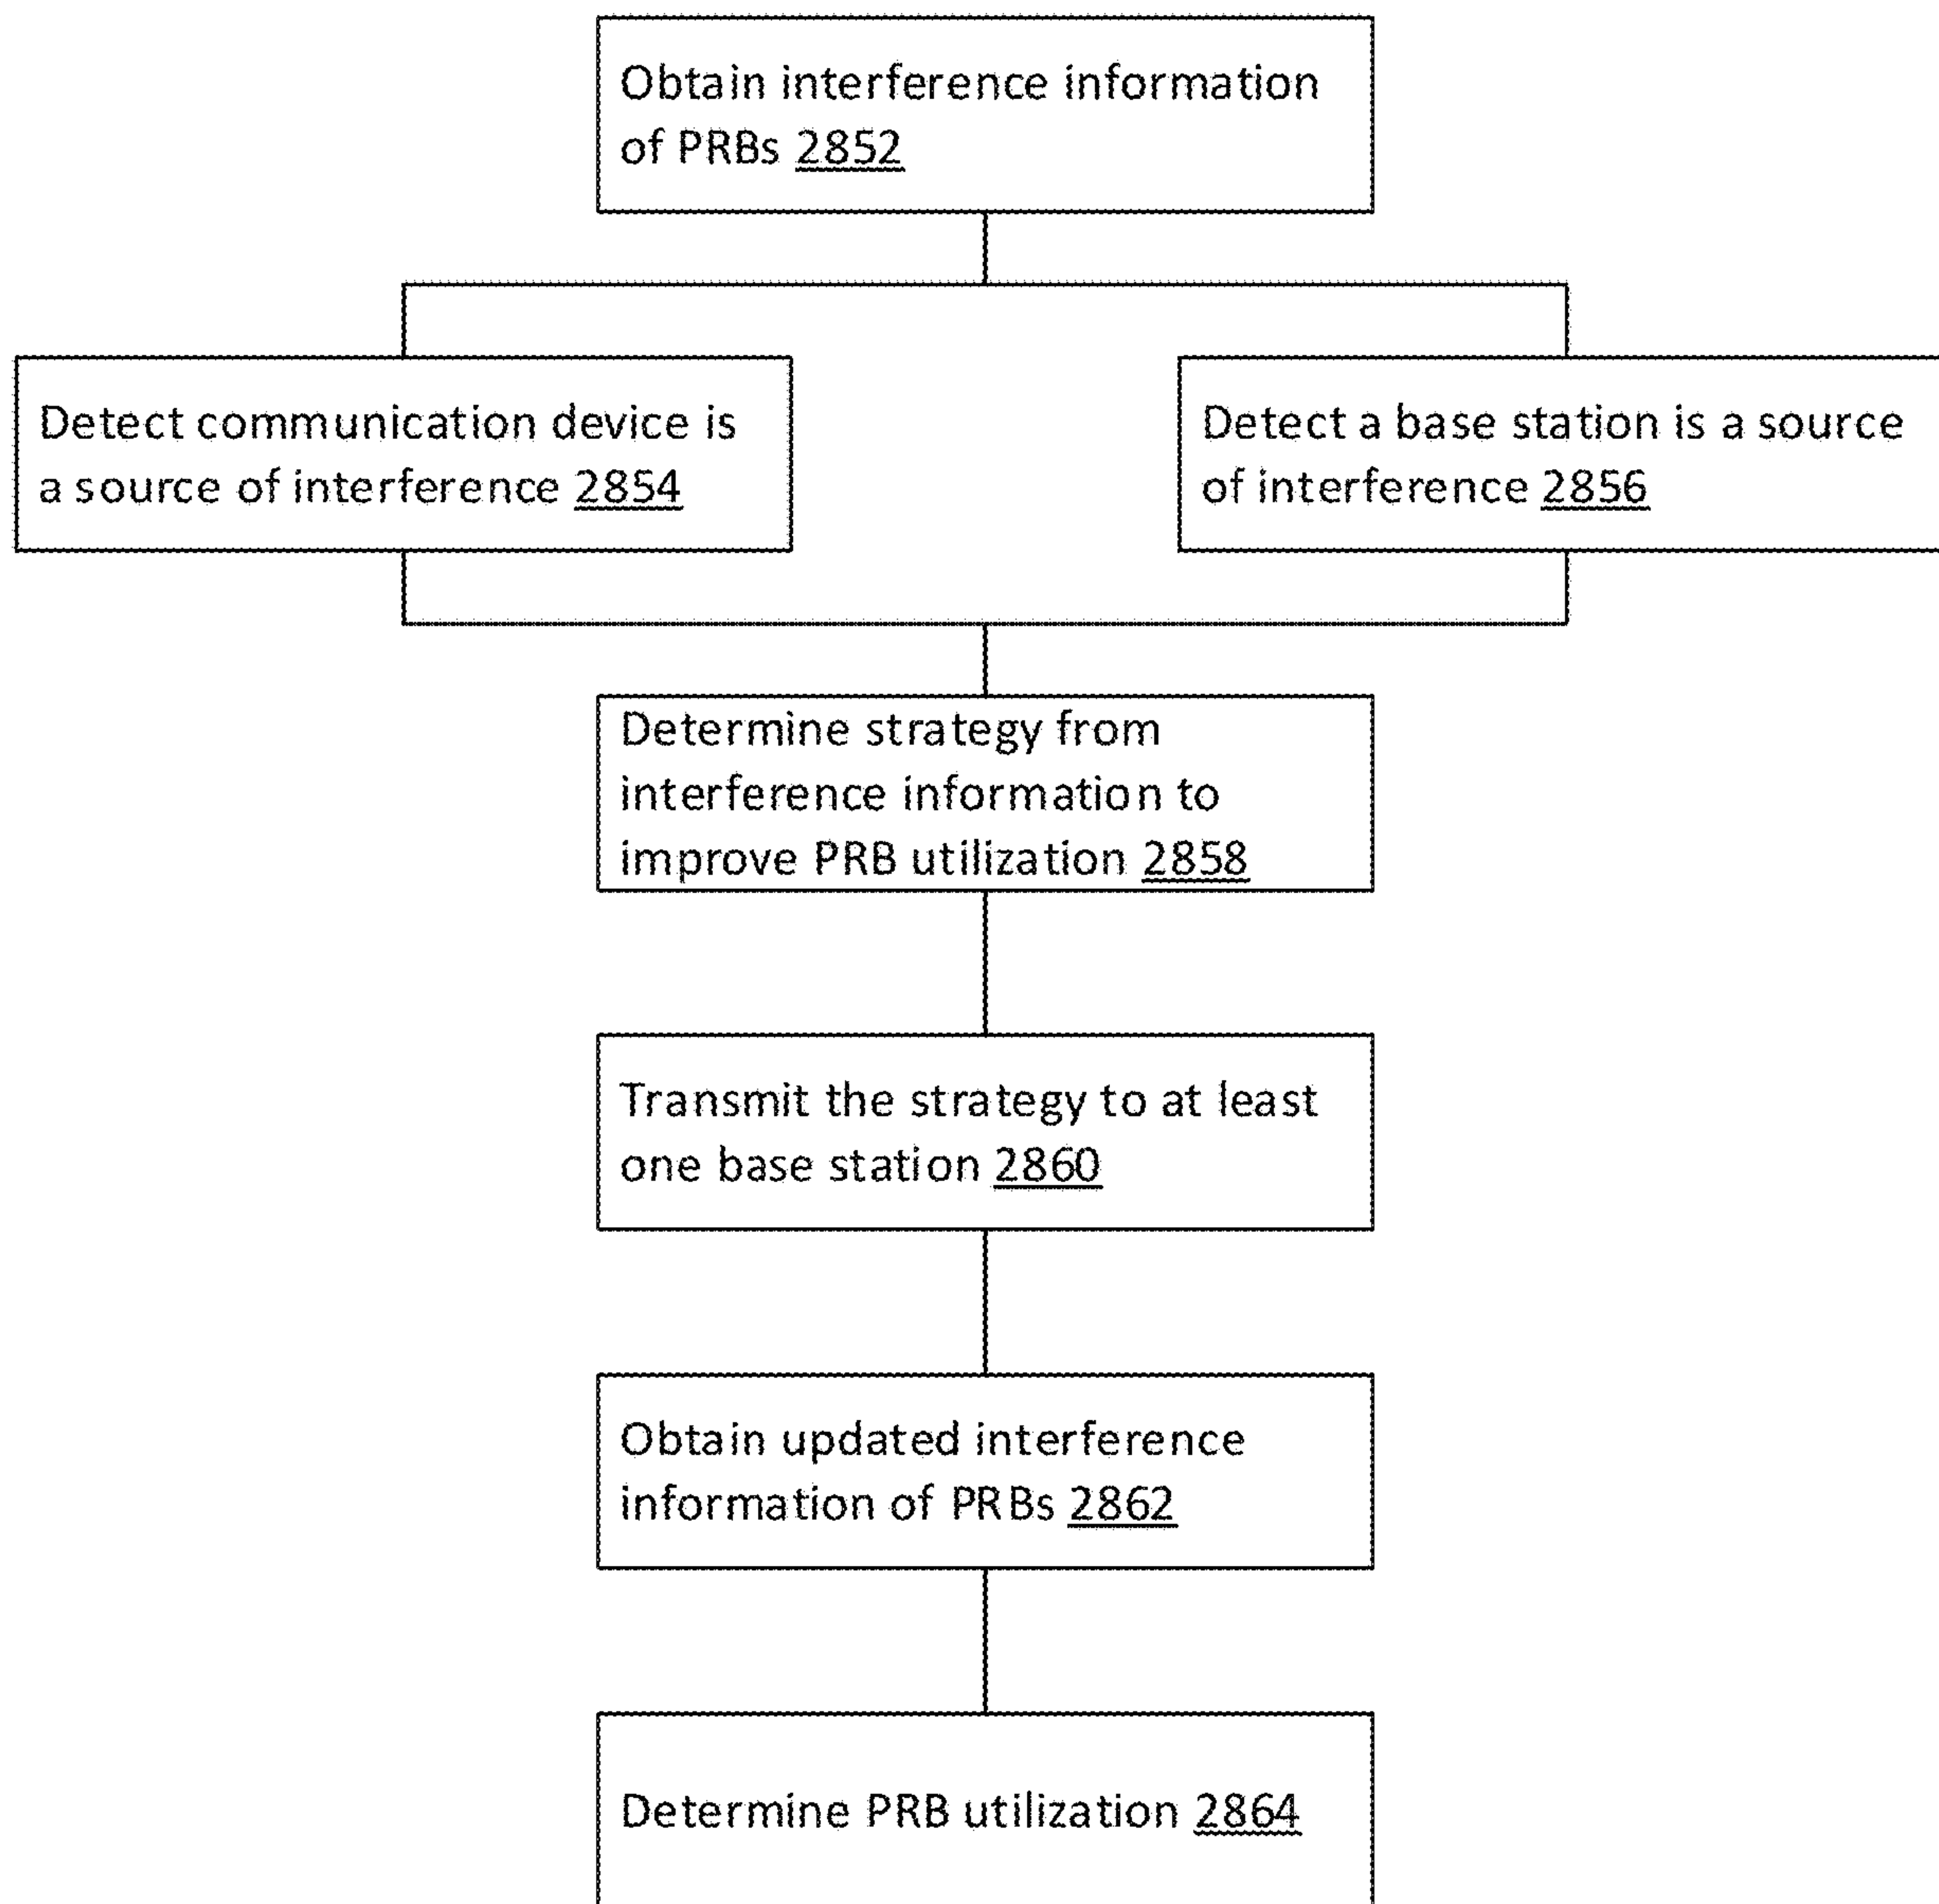 Obtain interference information
of PRBs 2852
Detect communication device is
a source of interference 2854
Detect a base station is a source
of interference 2856
Determine strategy from
interference information to
improve PRB utilization 2858
Transmit the strategy to at least
one base station 2860
Obtain updated interference
information of PRBs 2862
Determine PRB utilization 2864